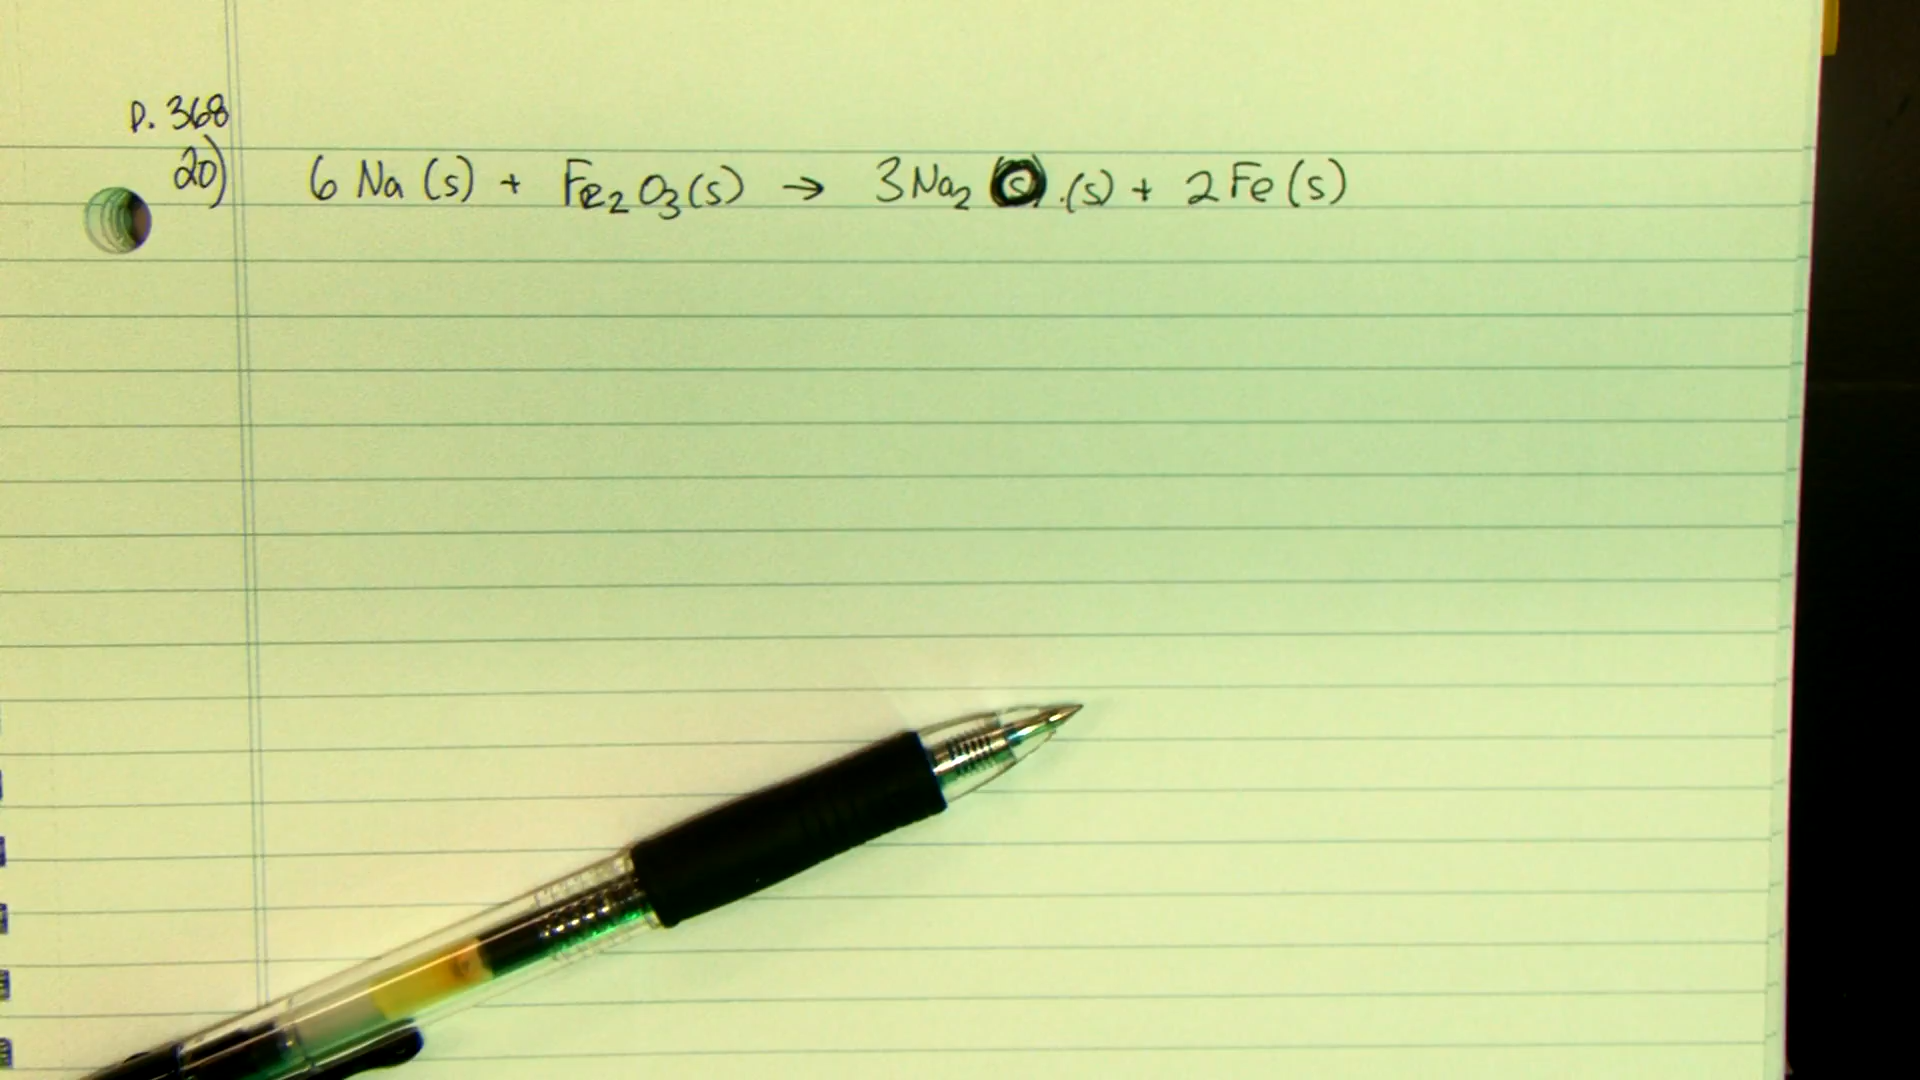 p. 368
20) 6 Na (s) + Fe2O3(s) → 3Na2 O (s) + 2Fe(s)